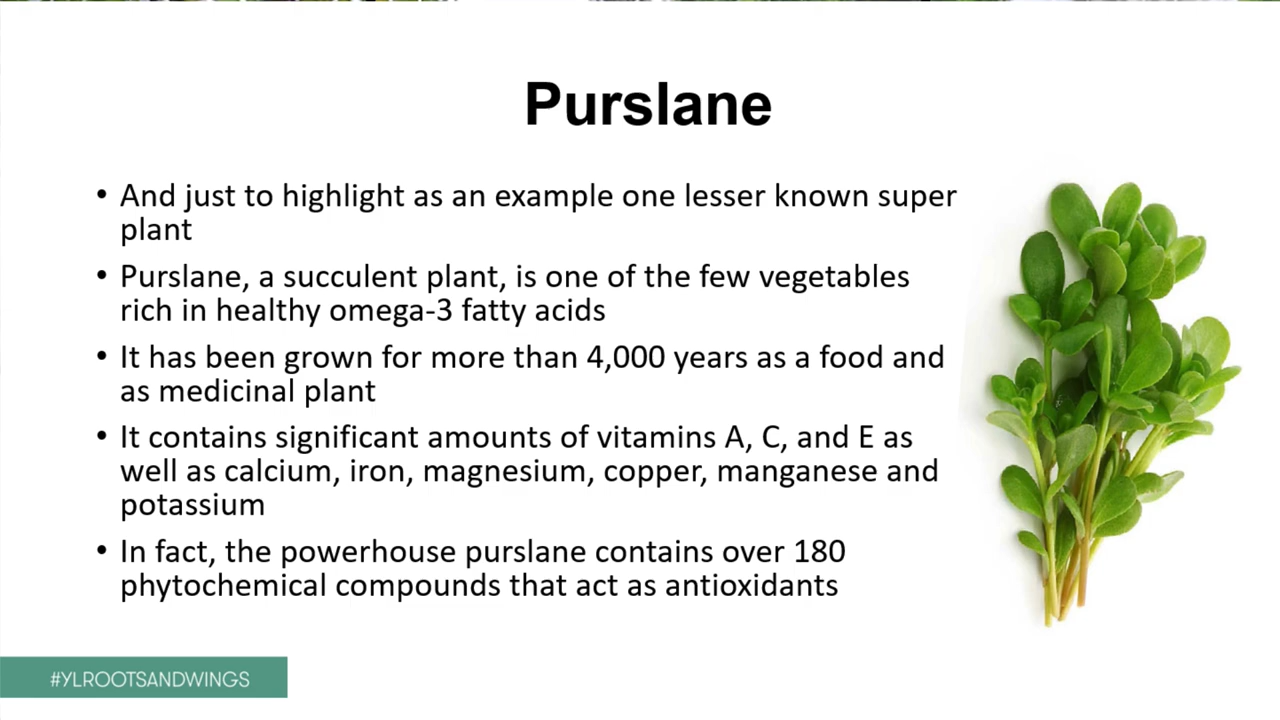 Purslane
• And just to highlight as an example one lesser known super
plant
• Purslane, a succulent plant, is one of the few vegetables
rich in healthy omega-3 fatty acids
• It has been grown for more than 4,000 years as a food and
as medicinal plant
• It contains significant amounts of vitamins A, C, and E as
well as calcium, iron, magnesium, copper, manganese and
potassium
• In fact, the powerhouse purslane contains over 180
phytochemical compounds that act as antioxidants
#YLROOTSANDWINGS